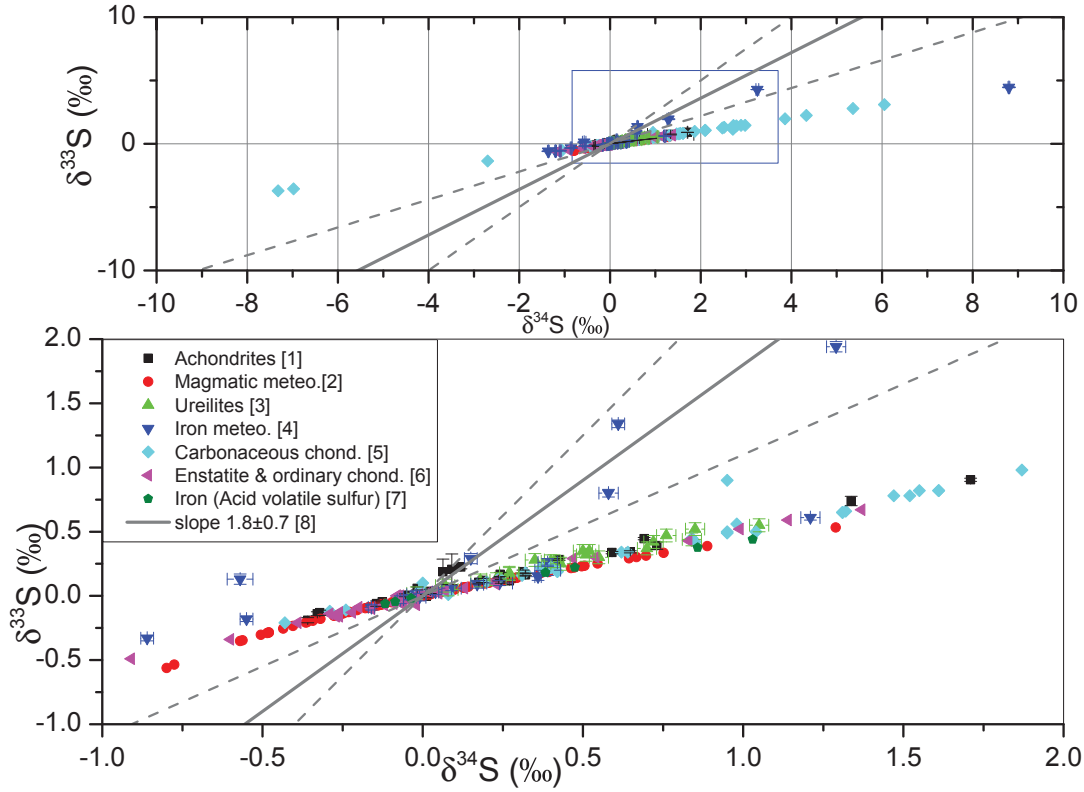 10
0
-10
δ³³S (‰)
-10 -8 -6 -4 -2 0 2 4 6 8 10
δ³⁴S (‰)
2.0
1.5
1.0
0.5
0.0
-0.5
-1.0
δ³³S (‰)
Achondrites [1]
Magmatic meteo.[2]
Ureilites [3]
Iron meteo. [4]
Carbonaceous chond. [5]
Enstatite & ordinary chond. [6]
Iron (Acid volatile sulfur) [7]
slope 1.8±0.7 [8]
-1.0 -0.5 0.0 0.5 1.0 1.5 2.0
δ³⁴S (‰)